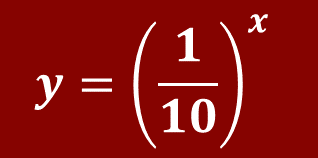 y = (1/10)^x